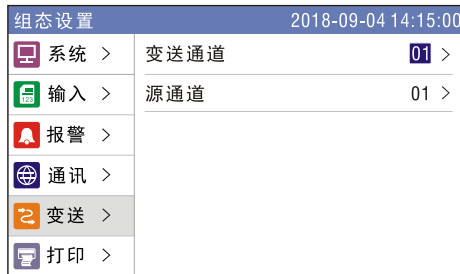 组态设置 2018-09-04 14:15:00
系统 >
输入 >
报警 >
通讯 >
变送 >
打印 >
变送通道 01 >
源通道 01 >